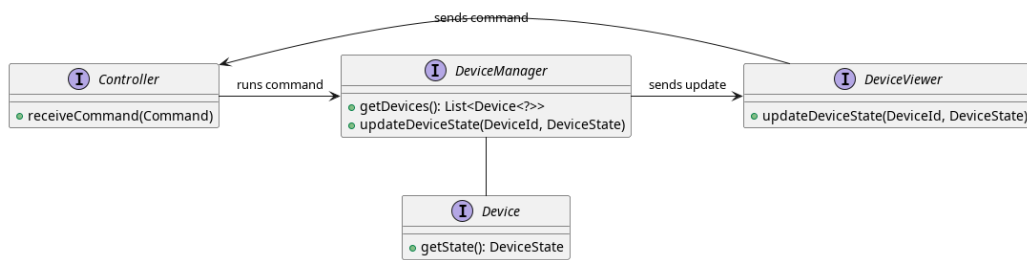 sends command
I Controller
+ receiveCommand(Command)
runs command
I DeviceManager
getDevices(): List<Device<?>>
updateDeviceState(DeviceId, DeviceState)
sends update
I DeviceViewer
updateDeviceState(DeviceId, DeviceState)
I Device
getState(): DeviceState